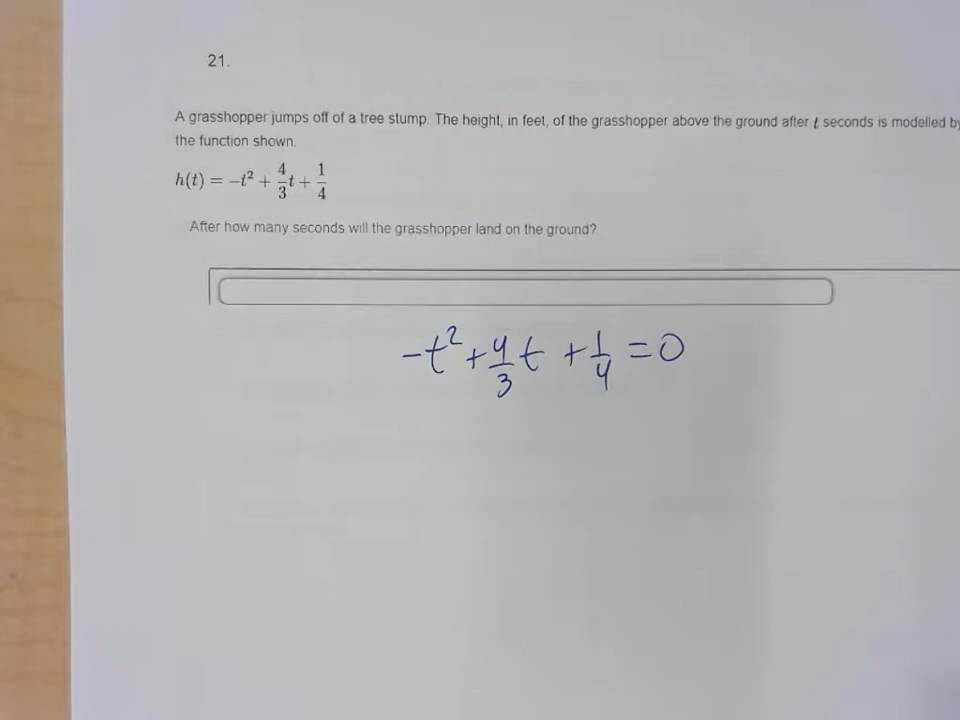 21.
A grasshopper jumps off of a tree stump. The height, in feet, of the grasshopper above the ground after t seconds is modelled by
the function shown.
h(t) = −t² + 4/3 t + 1/4
After how many seconds will the grasshopper land on the ground?
−t² + 4/3 t + 1/4 = 0